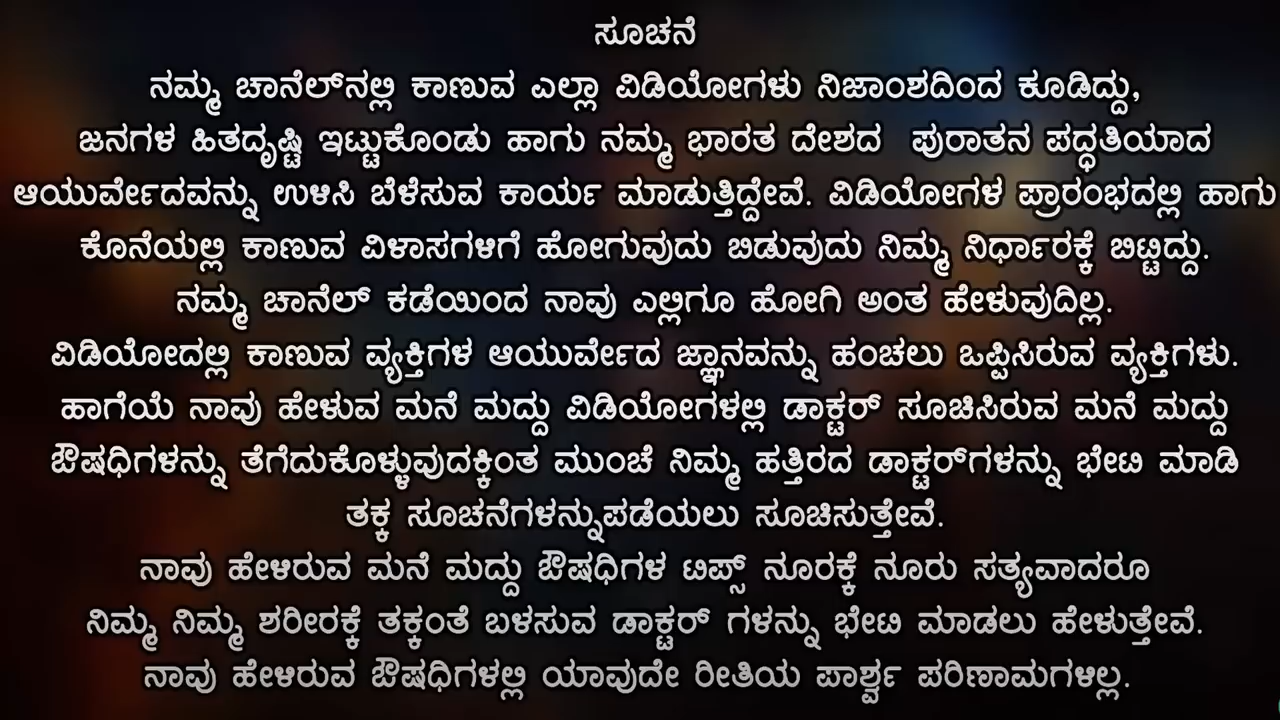 ಸೂಚನೆ
ನಮ್ಮ ಚಾನೆಲ್‌ನಲ್ಲಿ ಕಾಣುವ ಎಲ್ಲಾ ವಿಡಿಯೋಗಳು ನಿಜಾಂಶದಿಂದ ಕೂಡಿದ್ದು,
ಜನಗಳ ಹಿತದೃಷ್ಟಿ ಇಟ್ಟುಕೊಂಡು ಹಾಗು ನಮ್ಮ ಭಾರತ ದೇಶದ ಪುರಾತನ ಪದ್ಧತಿಯಾದ
ಆಯುರ್ವೇದವನ್ನು ಉಳಿಸಿ ಬೆಳೆಸುವ ಕಾರ್ಯ ಮಾಡುತ್ತಿದ್ದೇವೆ. ವಿಡಿಯೋಗಳ ಪ್ರಾರಂಭದಲ್ಲಿ ಹಾಗು
ಕೊನೆಯಲ್ಲಿ ಕಾಣುವ ವಿಳಾಸಗಳಿಗೆ ಹೋಗುವುದು ಬಿಡುವುದು ನಿಮ್ಮ ನಿರ್ಧಾರಕ್ಕೆ ಬಿಟ್ಟಿದ್ದು.
ನಮ್ಮ ಚಾನೆಲ್ ಕಡೆಯಿಂದ ನಾವು ಎಲ್ಲಿಗೂ ಹೋಗಿ ಅಂತ ಹೇಳುವುದಿಲ್ಲ.
ವಿಡಿಯೋದಲ್ಲಿ ಕಾಣುವ ವ್ಯಕ್ತಿಗಳ ಆಯುರ್ವೇದ ಜ್ಞಾನವನ್ನು ಹಂಚಲು ಒಪ್ಪಿಸಿರುವ ವ್ಯಕ್ತಿಗಳು.
ಹಾಗೆಯೆ ನಾವು ಹೇಳುವ ಮನೆ ಮದ್ದು ವಿಡಿಯೋಗಳಲ್ಲಿ ಡಾಕ್ಟರ್ ಸೂಚಿಸಿರುವ ಮನೆ ಮದ್ದು
ಔಷಧಿಗಳನ್ನು ತೆಗೆದುಕೊಳ್ಳುವುದಕ್ಕಿಂತ ಮುಂಚೆ ನಿಮ್ಮ ಹತ್ತಿರದ ಡಾಕ್ಟರ್‌ಗಳನ್ನು ಭೇಟಿ ಮಾಡಿ
ತಕ್ಕ ಸೂಚನೆಗಳನ್ನುಪಡೆಯಲು ಸೂಚಿಸುತ್ತೇವೆ.
ನಾವು ಹೇಳಿರುವ ಮನೆ ಮದ್ದು ಔಷಧಿಗಳ ಟಿಪ್ಸ್ ನೂರಕ್ಕೆ ನೂರು ಸತ್ಯವಾದರೂ
ನಿಮ್ಮ ನಿಮ್ಮ ಶರೀರಕ್ಕೆ ತಕ್ಕಂತೆ ಬಳಸುವ ಡಾಕ್ಟರ್ ಗಳನ್ನು ಭೇಟಿ ಮಾಡಲು ಹೇಳುತ್ತೇವೆ.
ನಾವು ಹೇಳಿರುವ ಔಷಧಿಗಳಲ್ಲಿ ಯಾವುದೇ ರೀತಿಯ ಪಾರ್ಶ್ವ ಪರಿಣಾಮಗಳಿಲ್ಲ.